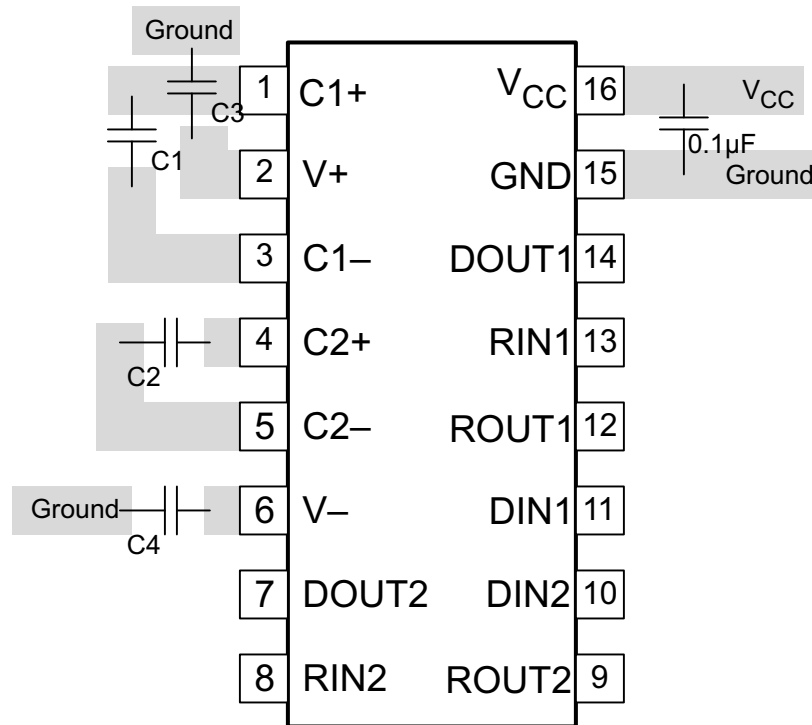 Ground
C3
C1
1 C1+
2 V+
3 C1–
4 C2+
C2
5 C2–
Ground
6 V–
C4
7 DOUT2
8 RIN2
VCC 16
VCC
0.1µF
GND 15
Ground
DOUT1 14
RIN1 13
ROUT1 12
DIN1 11
DIN2 10
ROUT2 9